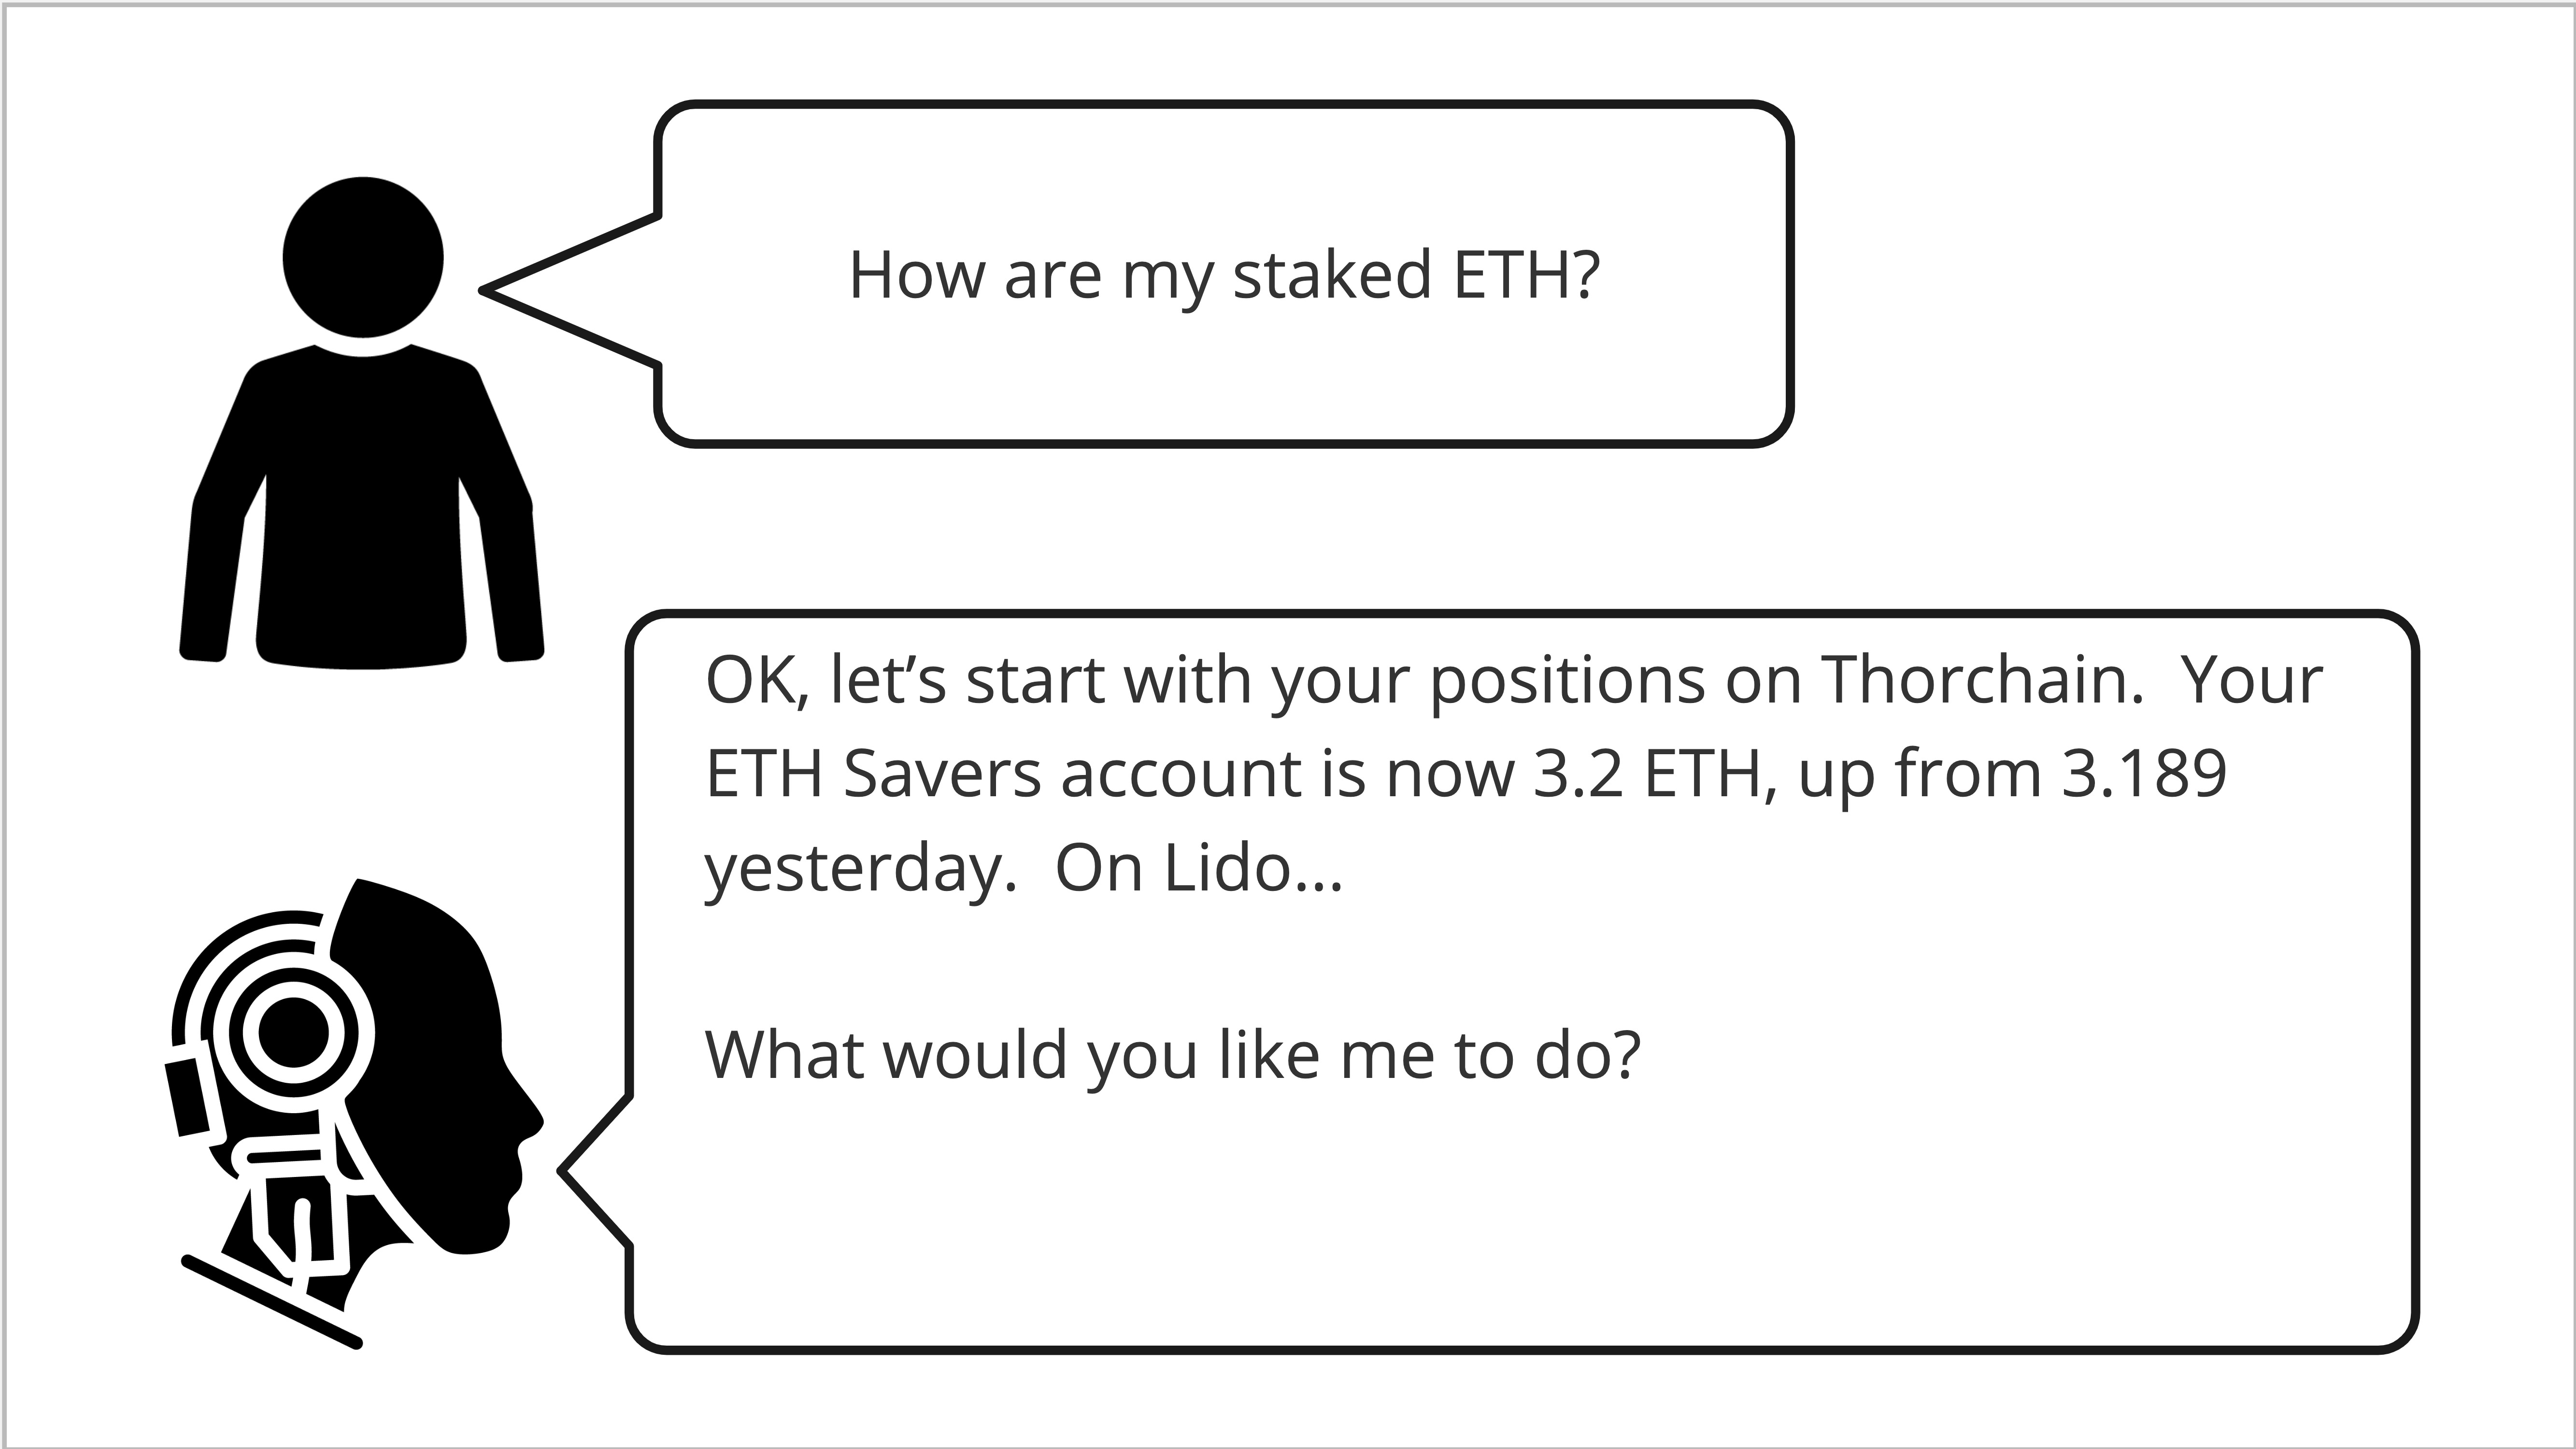 How are my staked ETH?
OK, let’s start with your positions on Thorchain.  Your
ETH Savers account is now 3.2 ETH, up from 3.189
yesterday.  On Lido...
What would you like me to do?